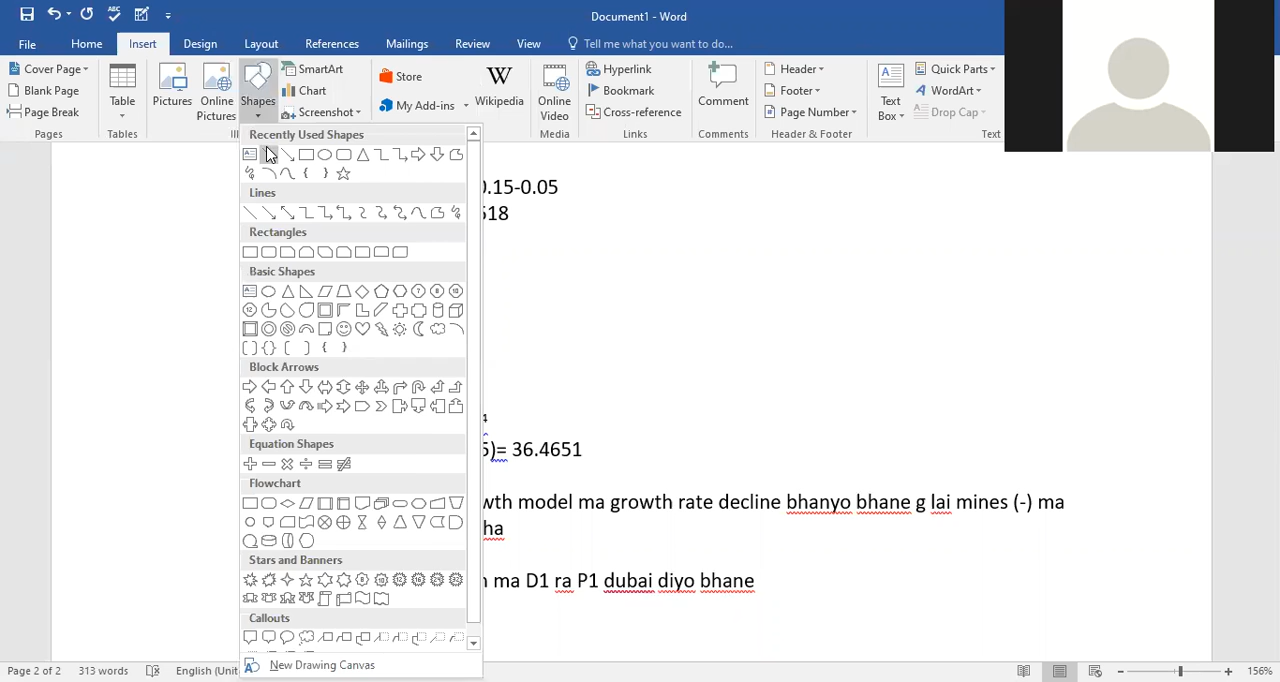 Document1 - Word
File Home Insert Design Layout References Mailings Review View Tell me what you want to do...
Cover Page
Blank Page
Page Break
Pages
Table
Tables
Pictures
Online Pictures
Shapes
SmartArt
Chart
Screenshot
Store
My Add-ins
Wikipedia
Online Video
Media
Hyperlink
Bookmark
Cross-reference
Links
Comment
Comments
Header
Footer
Page Number
Header & Footer
Text Box
Quick Parts
WordArt
Drop Cap
Text
Recently Used Shapes
Lines
Rectangles
Basic Shapes
Block Arrows
Equation Shapes
Flowchart
Stars and Banners
Callouts
New Drawing Canvas
0.15-0.05
518
4
5)= 36.4651
wth model ma growth rate decline bhanyo bhane g lai mines (-) ma
ha
ma D1 ra P1 dubai diyo bhane
Page 2 of 2 313 words English (Unit 156%